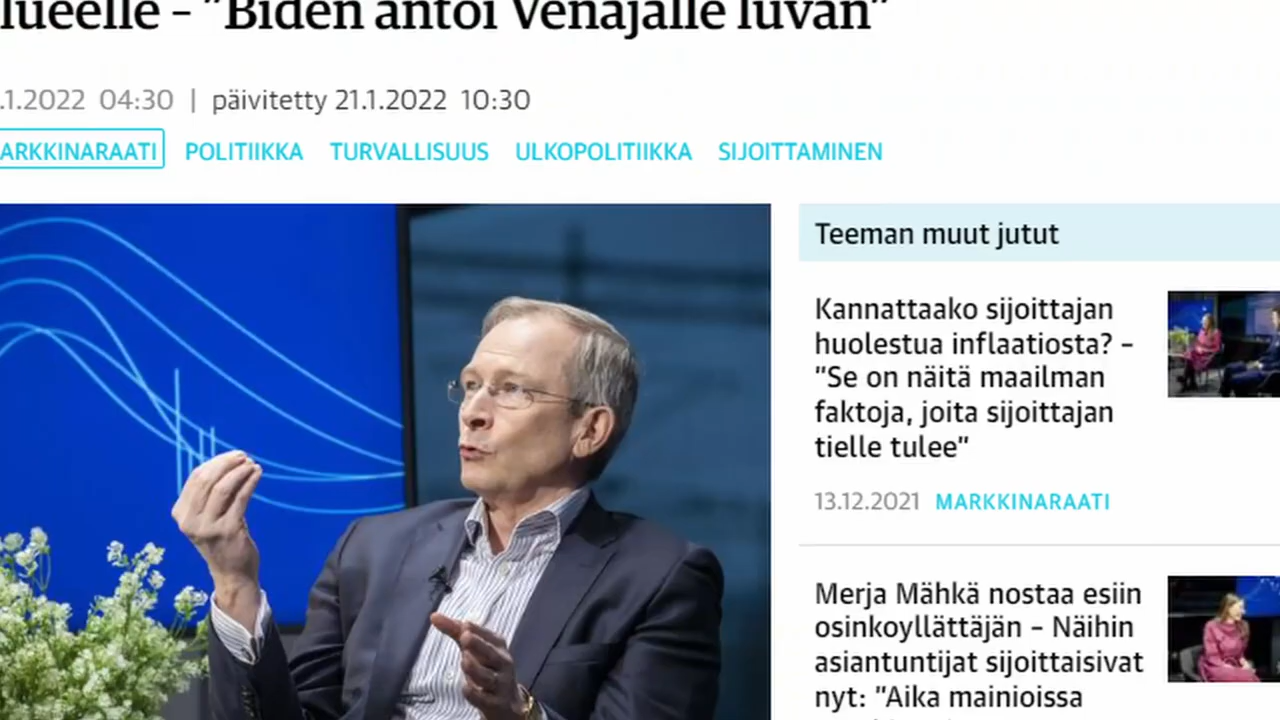 lueelle – "Biden antoi Venäjälle luvan"
.1.2022 04:30 | päivitetty 21.1.2022 10:30
ARKKINARAATI POLITIIKKA TURVALLISUUS ULKOPOLITIIKKA SIJOITTAMINEN
Teeman muut jutut
Kannattaako sijoittajan
huolestua inflaatiosta? –
"Se on näitä maailman
faktoja, joita sijoittajan
tielle tulee"
13.12.2021 MARKKINARAATI
Merja Mähkä nostaa esiin
osinkoyllättäjän – Näihin
asiantuntijat sijoittaisivat
nyt: "Aika mainioissa